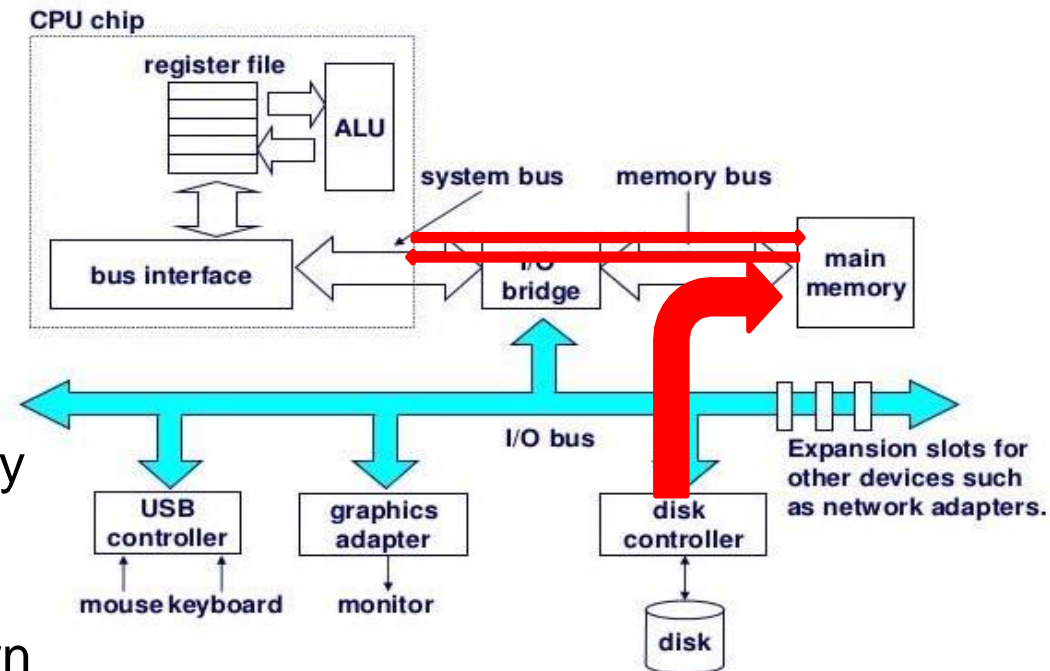 CPU chip
register file
ALU
system bus
memory bus
bus interface
I/O
bridge
main
memory
I/O bus
Expansion slots for
other devices such
as network adapters.
y
USB
controller
graphics
adapter
disk
controller
mouse keyboard
monitor
disk